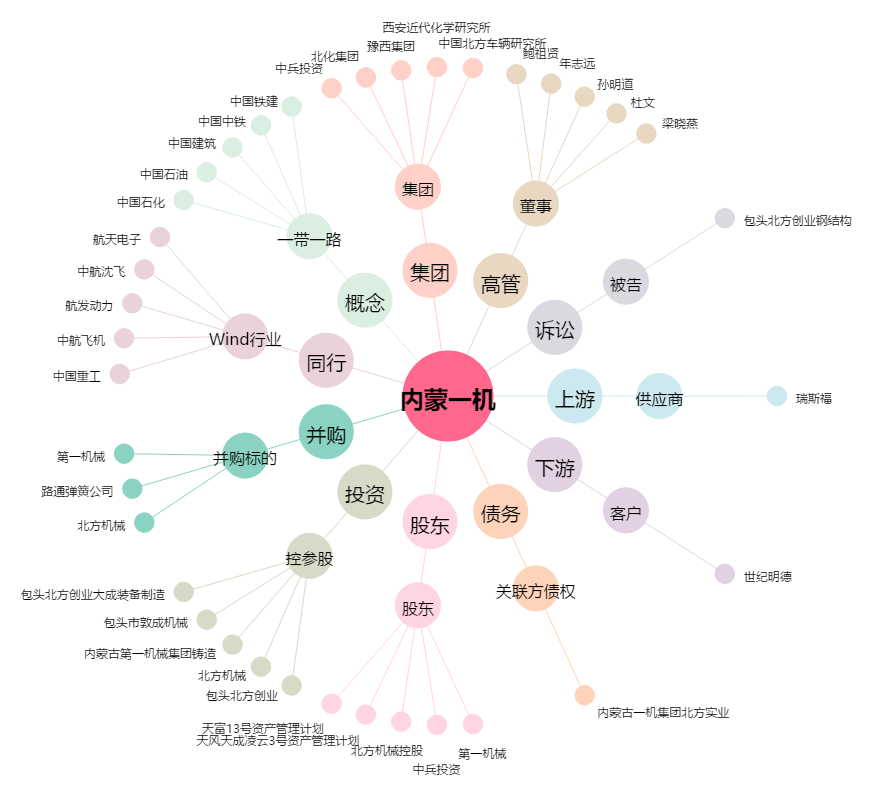 西安近代化学研究所
豫西集团
中国北方车辆研究所
北化集团
鲍祖贤
中兵投资
年志远
孙明道
杜文
梁晓燕
中国铁建
中国中铁
中国建筑
中国石油
中国石化
集团
董事
一带一路
集团
高管
概念
包头北方创业钢结构
被告
诉讼
航天电子
中航沈飞
航发动力
中航飞机
中国重工
Wind行业
同行
内蒙一机
上游
供应商
瑞斯福
并购
并购标的
第一机械
路通弹簧公司
北方机械
下游
客户
世纪明德
投资
控参股
包头北方创业大成装备制造
包头市敦成机械
内蒙古第一机械集团铸造
北方机械
包头北方创业
股东
股东
天富13号资产管理计划
天风天成凌云3号资产管理计划
北方机械控股
中兵投资
第一机械
债务
关联方债权
内蒙古一机集团北方实业